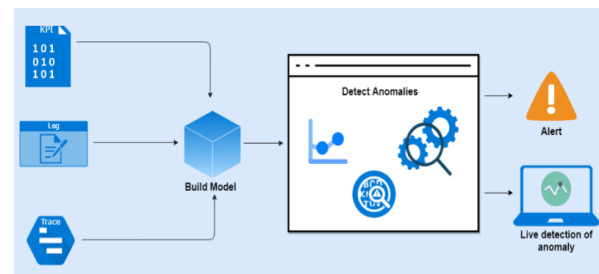 KPI
101
010
101
Log
Trace
Build Model
Detect Anomalies
Alert
Live detection of
anomaly